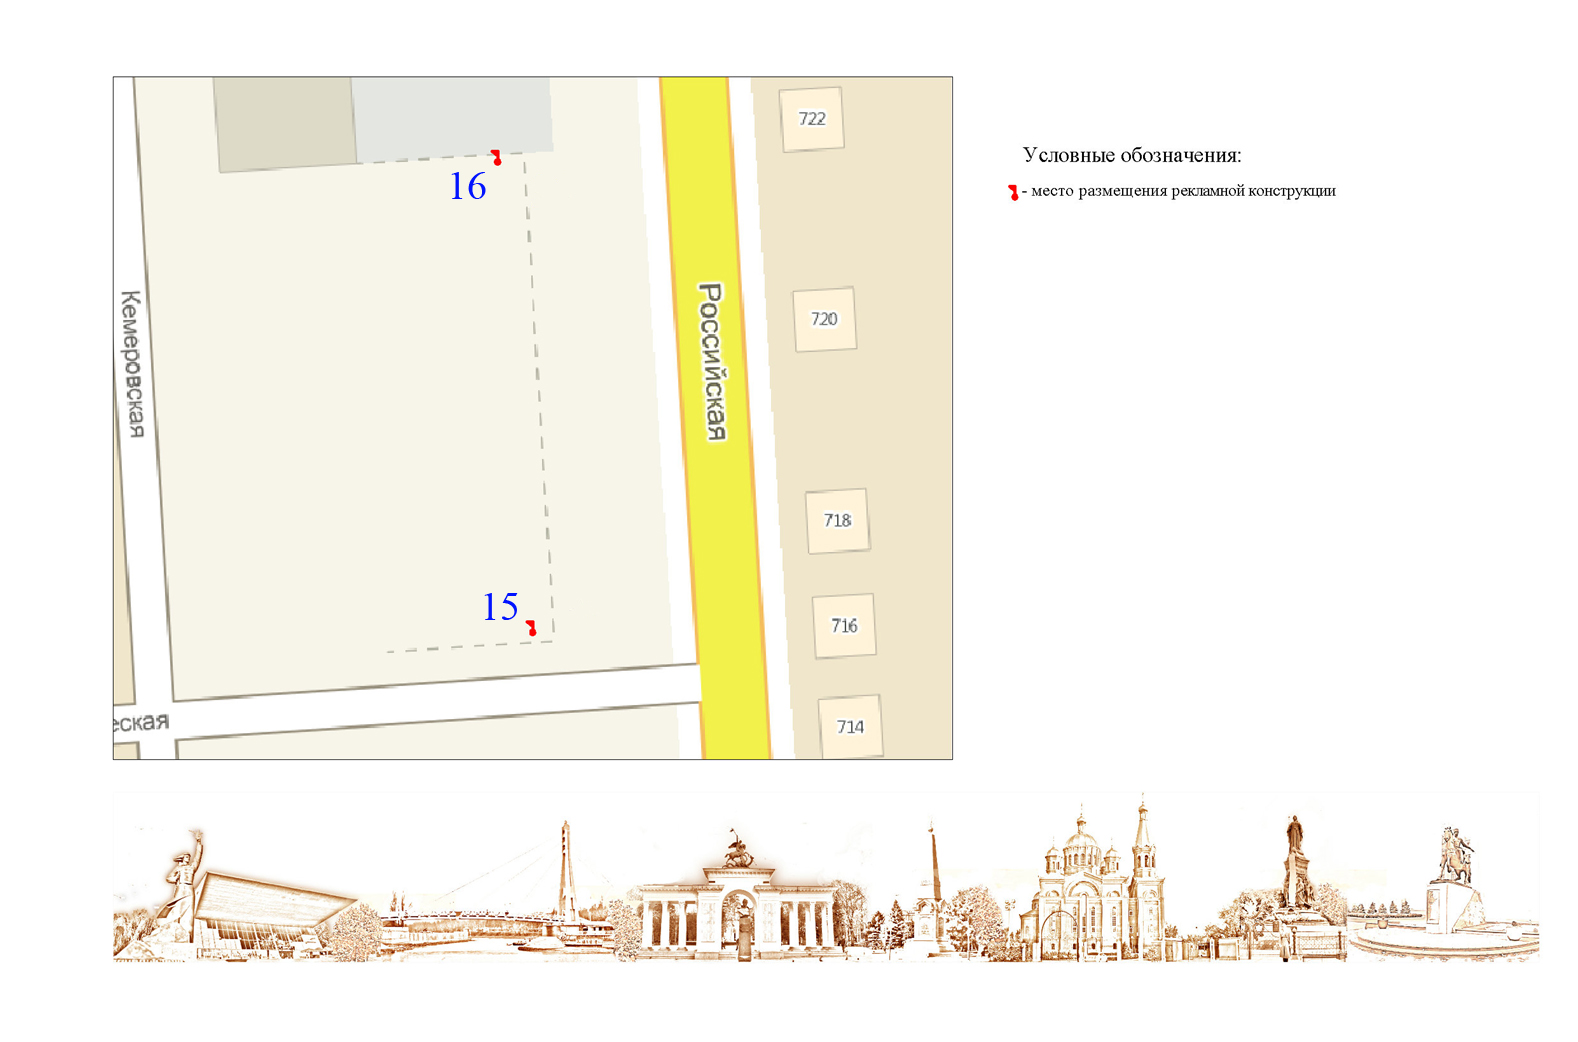 722
Условные обозначения:
- место размещения рекламной конструкции
16
Кемеровская
Российская
720
718
15
716
еская
714